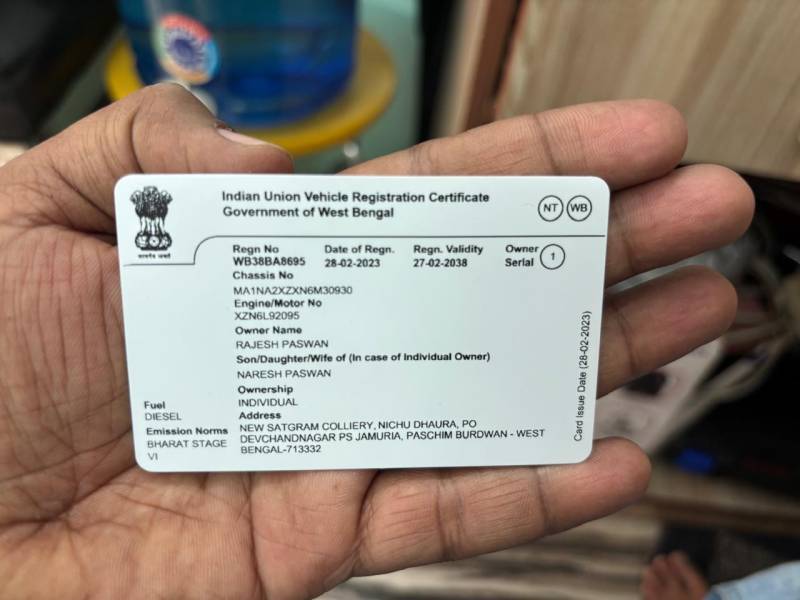 Indian Union Vehicle Registration Certificate
Government of West Bengal
NT WB
Regn No Date of Regn. Regn. Validity Owner Serial 1
WB38BA8695 28-02-2023 27-02-2038
Chassis No
MA1NA2XZXN6M30930
Engine/Motor No
XZN6L92095
Owner Name
RAJESH PASWAN
Son/Daughter/Wife of (In case of Individual Owner)
NARESH PASWAN
Ownership
INDIVIDUAL
Address
NEW SATGRAM COLLIERY, NICHU DHAURA, PO
DEVCHANDNAGAR PS JAMURIA, PASCHIM BURDWAN - WEST
BENGAL-713332
Fuel
DIESEL
Emission Norms
BHARAT STAGE
VI
Card Issue Date (28-02-2023)
सत्यमेव जयते